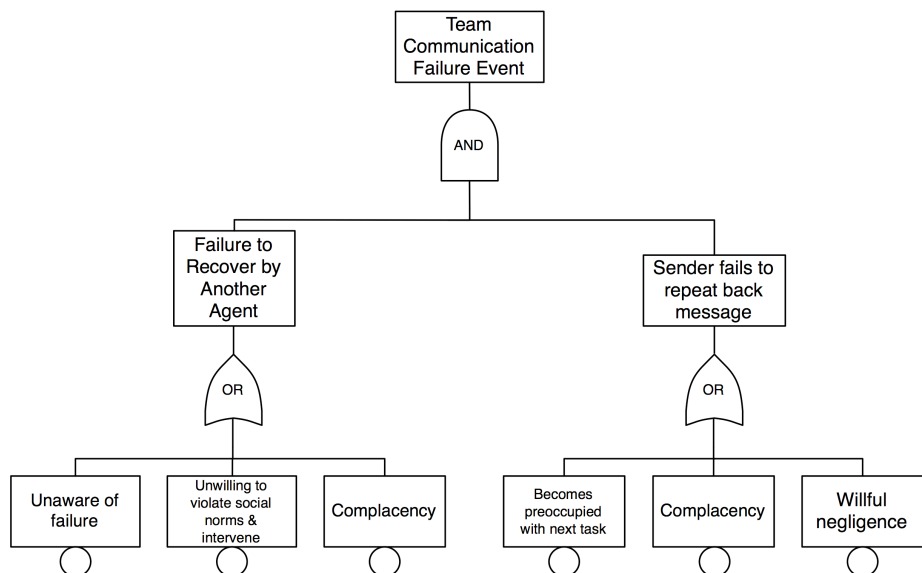 Team
Communication
Failure Event
AND
Failure to
Recover by
Another
Agent
Sender fails to
repeat back
message
OR
OR
Unaware of
failure
Unwilling to
violate social
norms &
intervene
Complacency
Becomes
preoccupied
with next task
Complacency
Willful
negligence